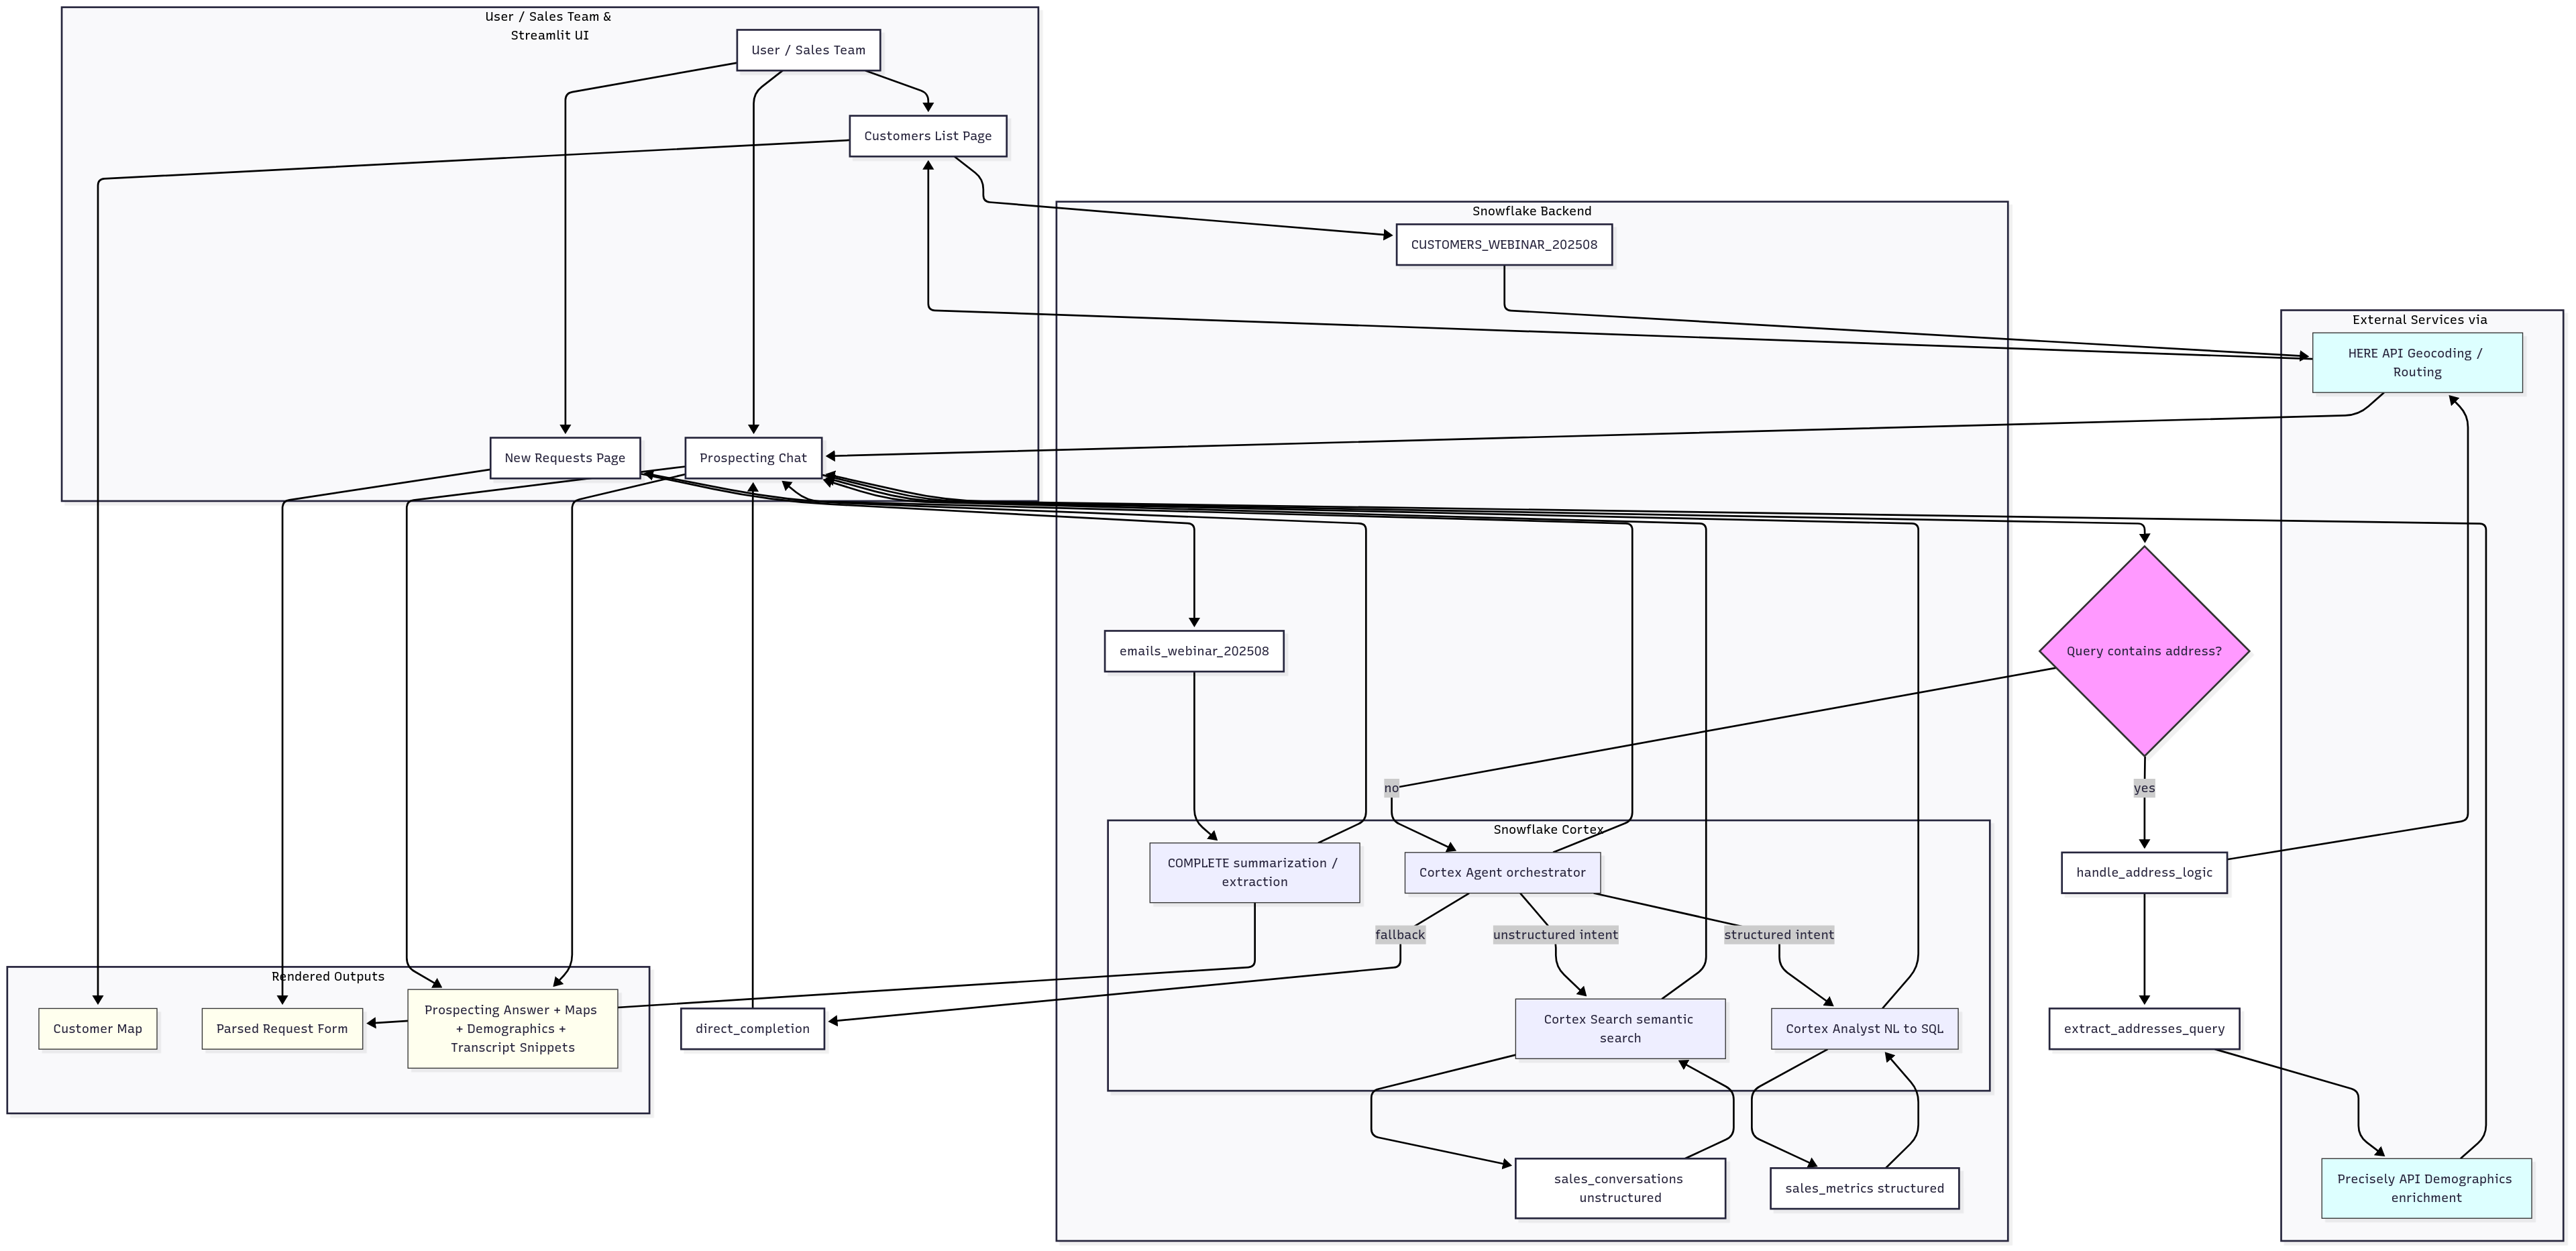 User / Sales Team &
Streamlit UI
User / Sales Team
Customers List Page
Snowflake Backend
CUSTOMERS_WEBINAR_202508
External Services via
HERE API Geocoding /
Routing
New Requests Page
Prospecting Chat
emails_webinar_202508
Query contains address?
no
yes
Snowflake Cortex
COMPLETE summarization /
extraction
Cortex Agent orchestrator
handle_address_logic
fallback
unstructured intent
structured intent
Rendered Outputs
Customer Map
Parsed Request Form
Prospecting Answer + Maps
+ Demographics +
Transcript Snippets
direct_completion
Cortex Search semantic
search
Cortex Analyst NL to SQL
extract_addresses_query
sales_conversations
unstructured
sales_metrics structured
Precisely API Demographics
enrichment